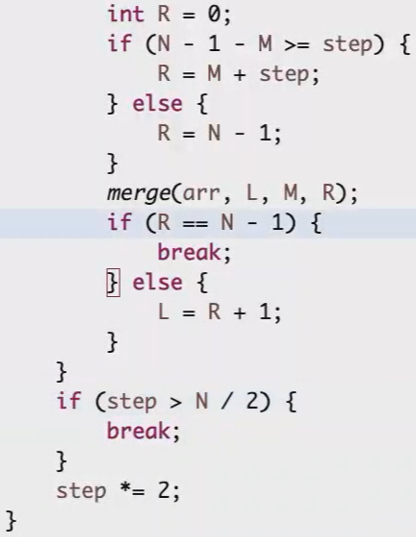 int R = 0;
if (N - 1 - M >= step) {
R = M + step;
} else {
R = N - 1;
}
merge(arr, L, M, R);
if (R == N - 1) {
break;
} else {
L = R + 1;
}
}
if (step > N / 2) {
break;
}
step *= 2;
}